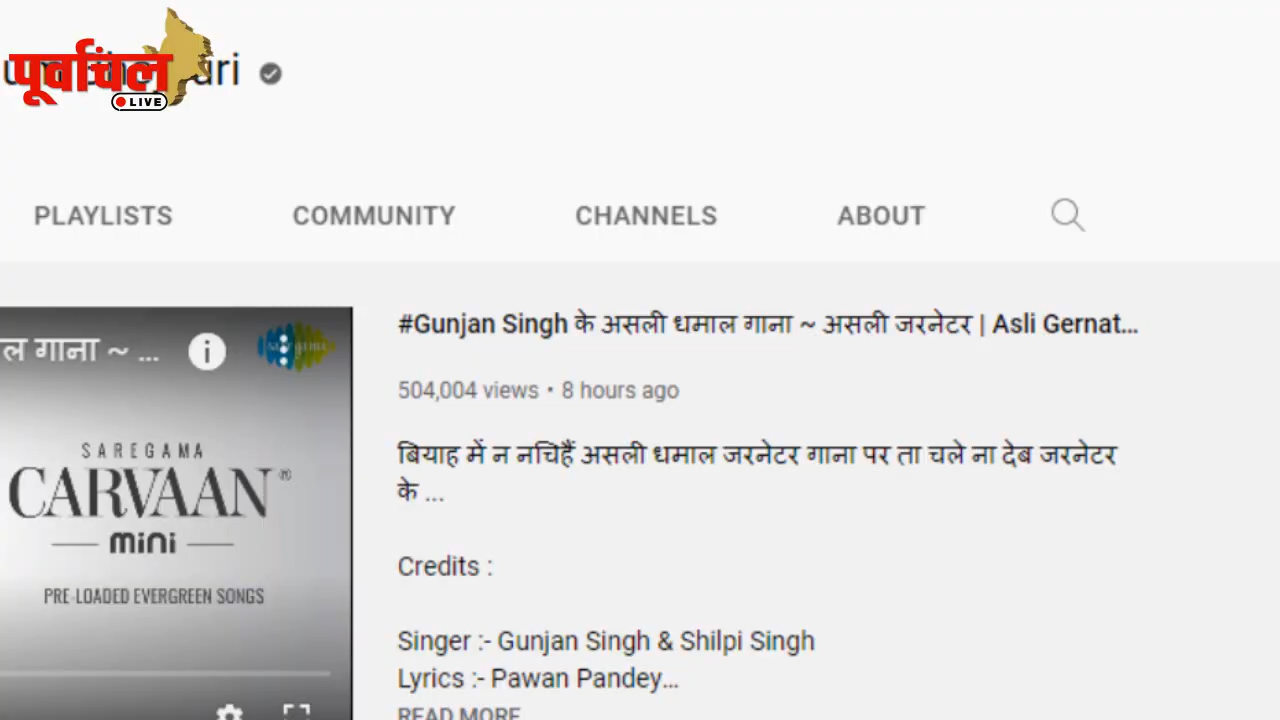 पूर्वांचल
LIVE
PLAYLISTS COMMUNITY CHANNELS ABOUT
ल गाना ~ ...
saregama
SAREGAMA
CARVAAN®
mini
PRE-LOADED EVERGREEN SONGS
#Gunjan Singh के असली धमाल गाना ~ असली जरनेटर | Asli Gernat...
504,004 views • 8 hours ago
बियाह में न नचिहैं असली धमाल जरनेटर गाना पर ता चले ना देब जरनेटर
के ...
Credits :
Singer :- Gunjan Singh & Shilpi Singh
Lyrics :- Pawan Pandey...
READ MORE